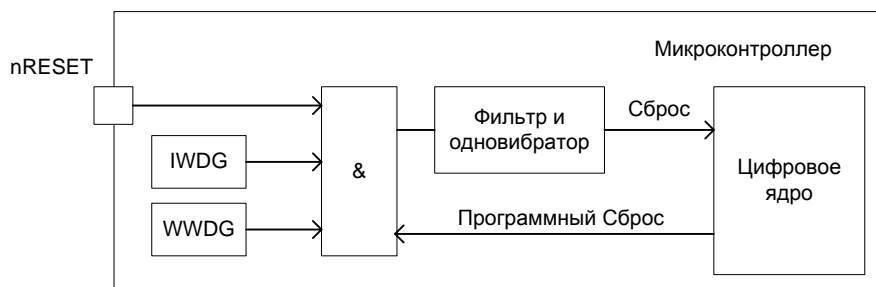 Микроконтроллер
nRESET
Фильтр и
одновибратор
Сброс
IWDG
&
Цифровое
ядро
WWDG
Программный Сброс